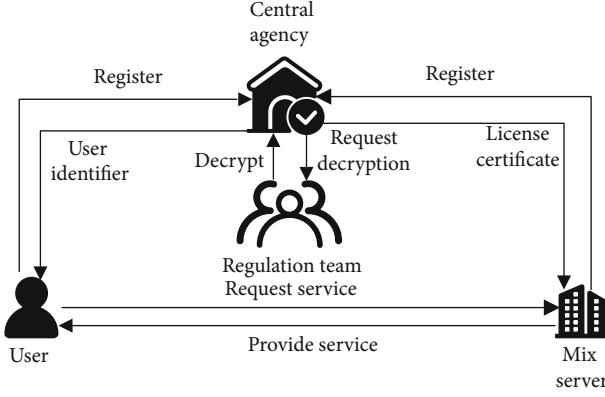 Central
agency
Register
Register
User
identifier
Decrypt
Request
decryption
License
certificate
Regulation team
Request service
Provide service
User
Mix
server